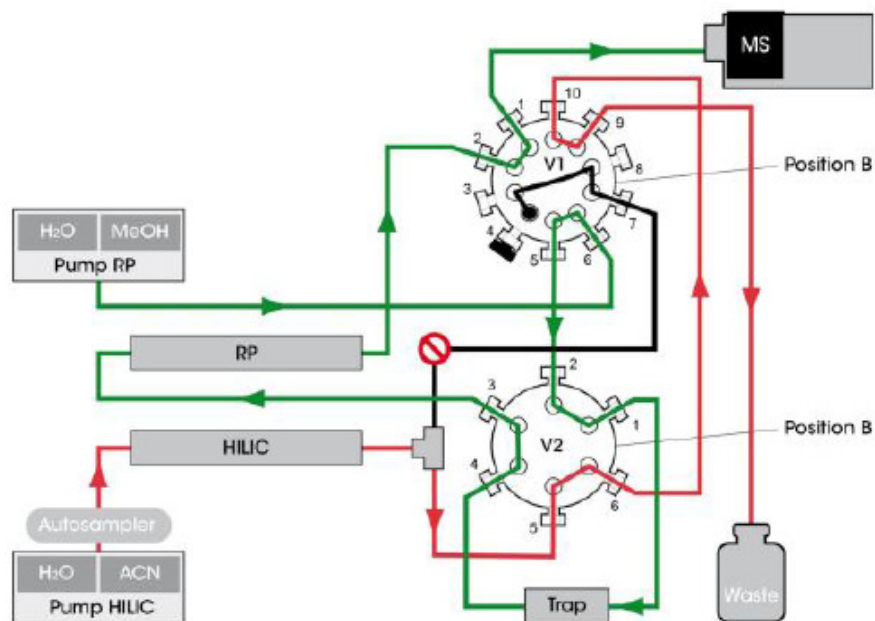 MS
1
10
9
2
V1
8
Position B
3
7
4
5
6
H₂O MeOH
Pump RP
RP
2
3
1
V2
Position B
HILIC
4
6
5
Autosampler
H₂O ACN
Pump HILIC
Trap
Waste